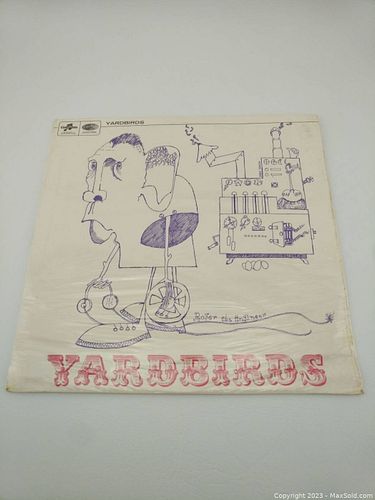 YARDBIRDS
Roger the Engineer
YARDBIRDS
Copyright 2023 - MaxSold.com